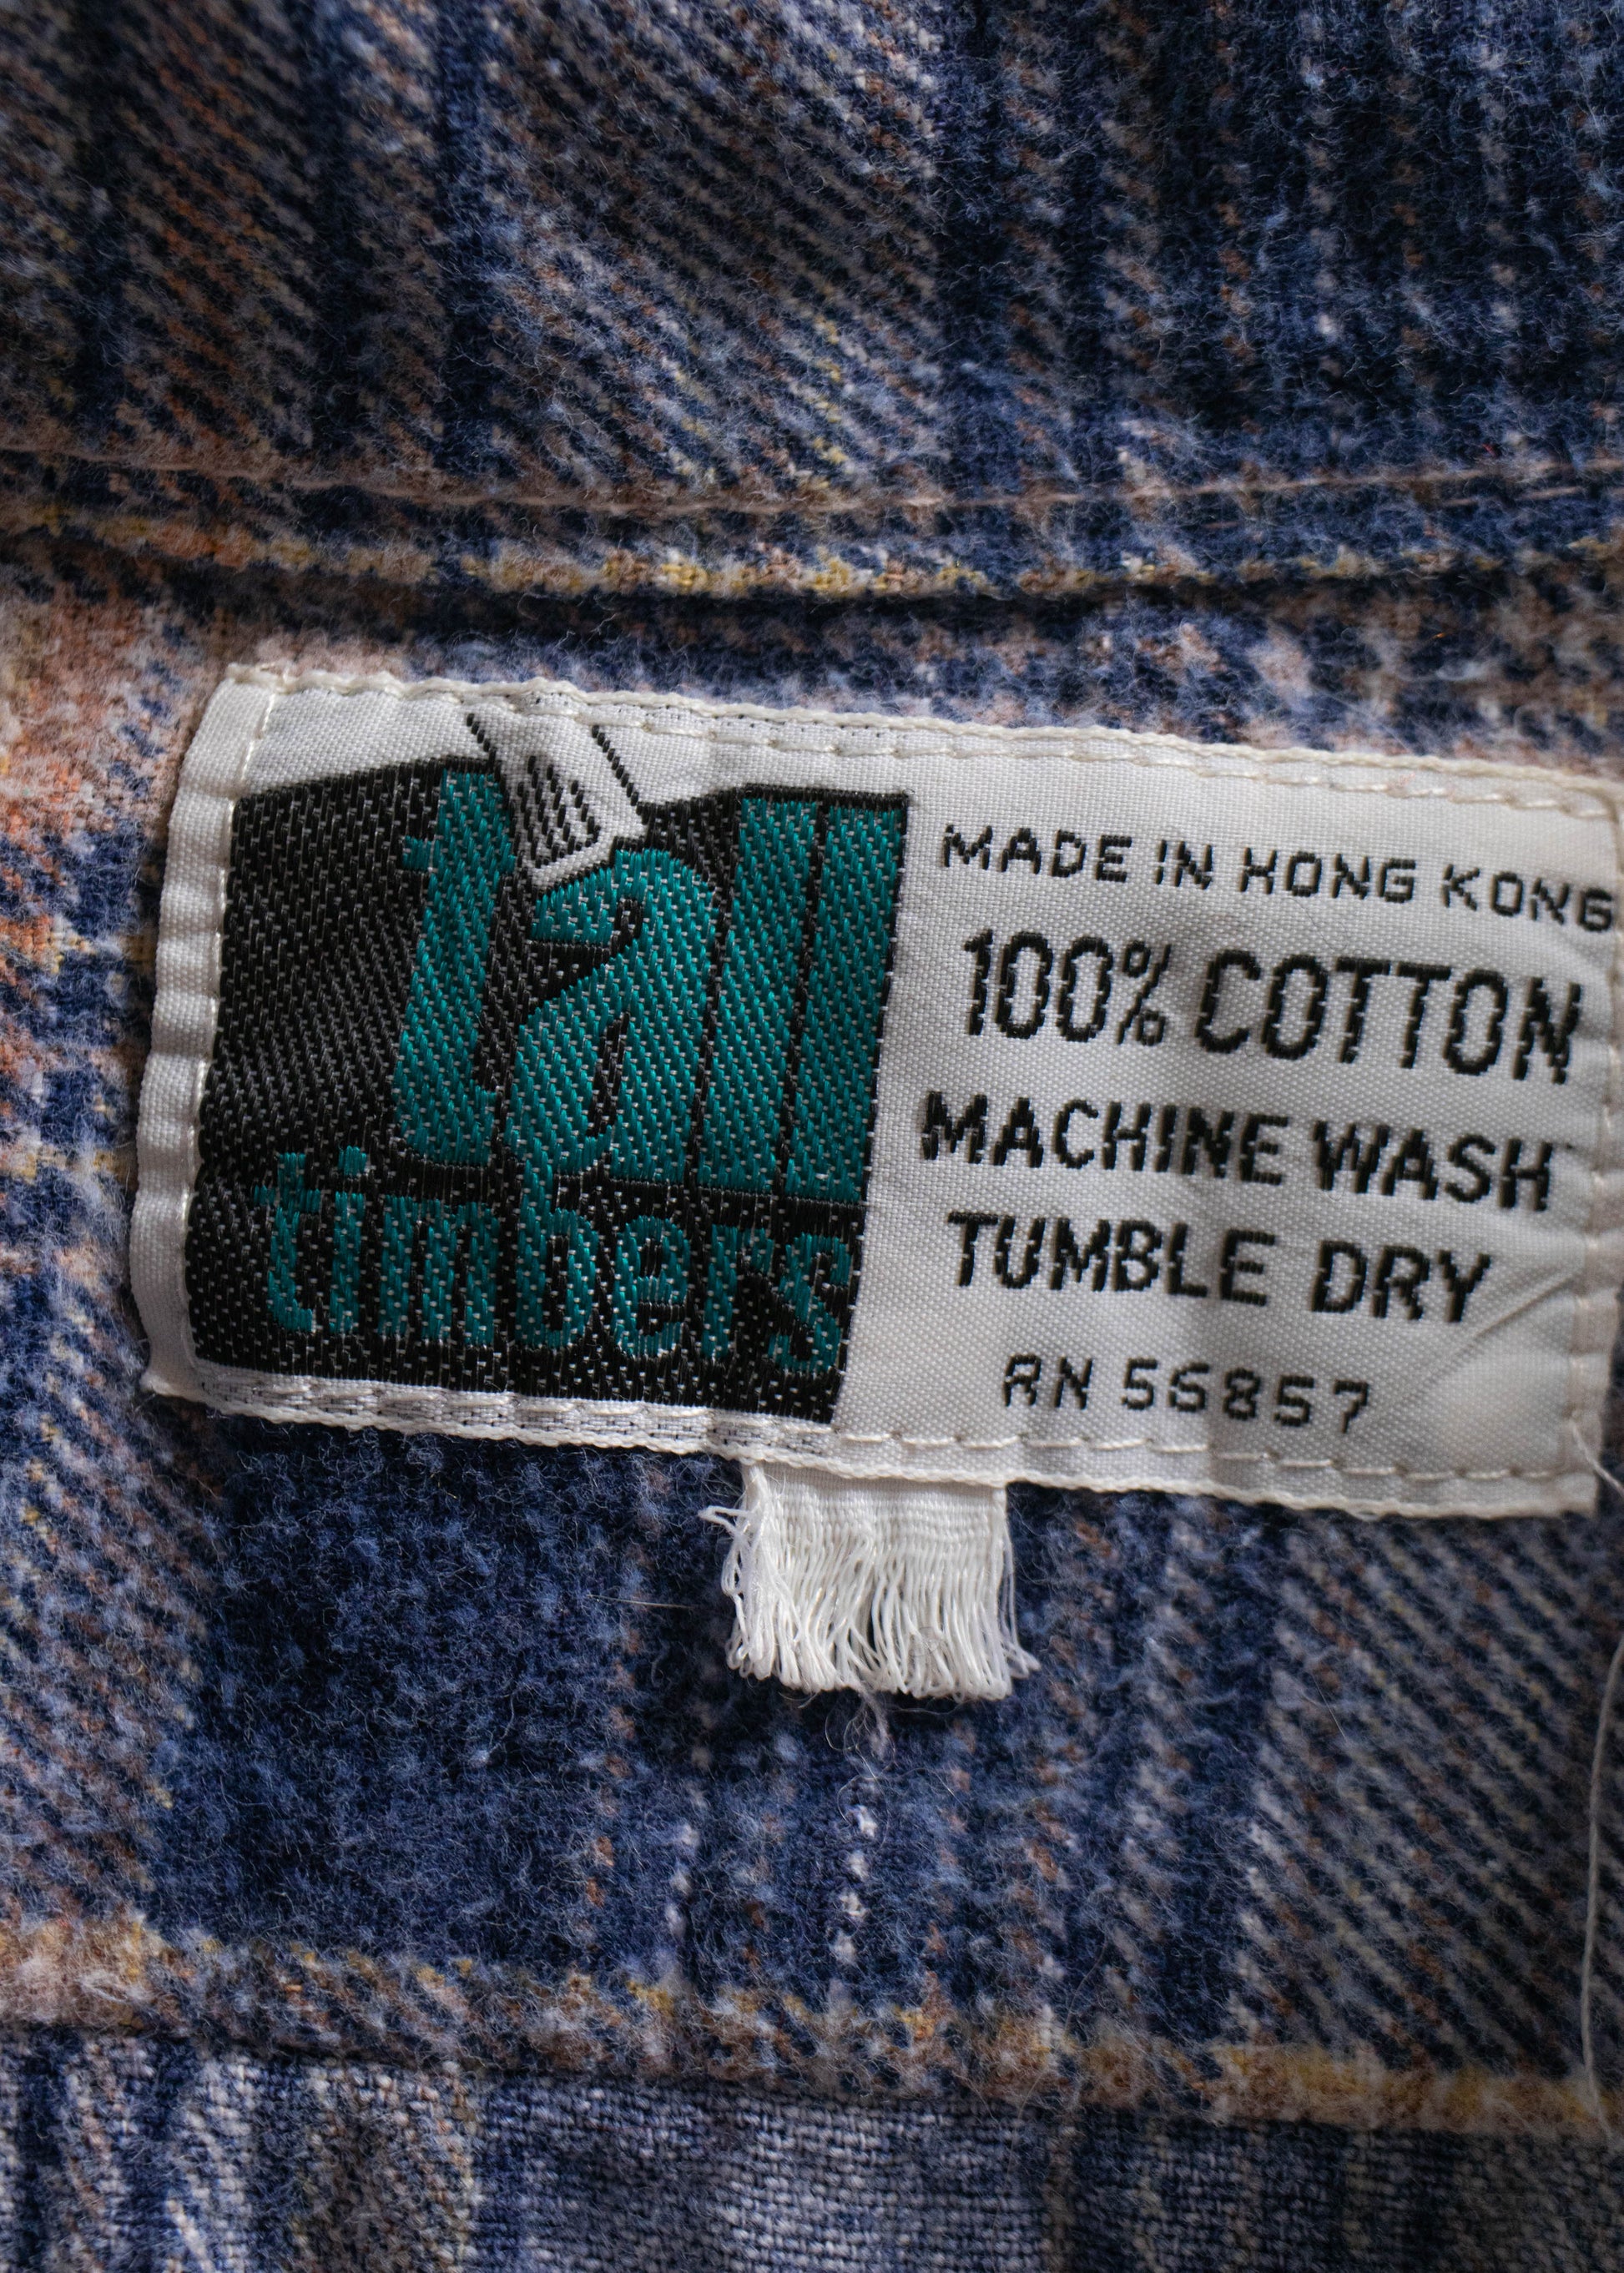 tall
timbers
MADE IN HONG KONG
100% COTTON
MACHINE WASH
TUMBLE DRY
RN 56857